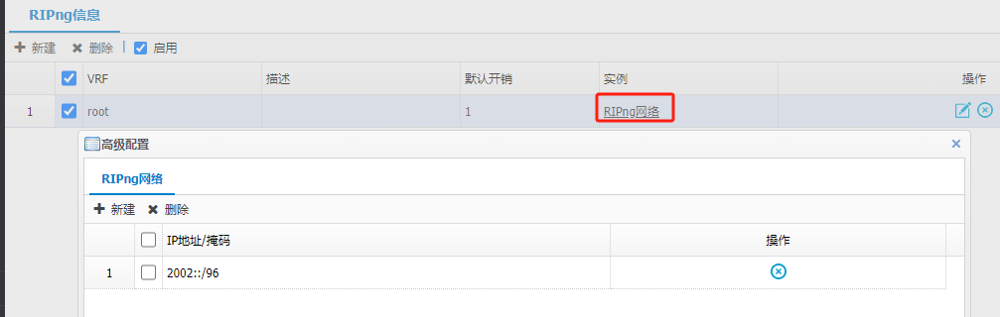 RIPng信息
新建 删除 启用
VRF 描述 默认开销 实例 操作
1 root 1 RIPng网络
高级配置
RIPng网络
新建 删除
IP地址/掩码 操作
1 2002::/96